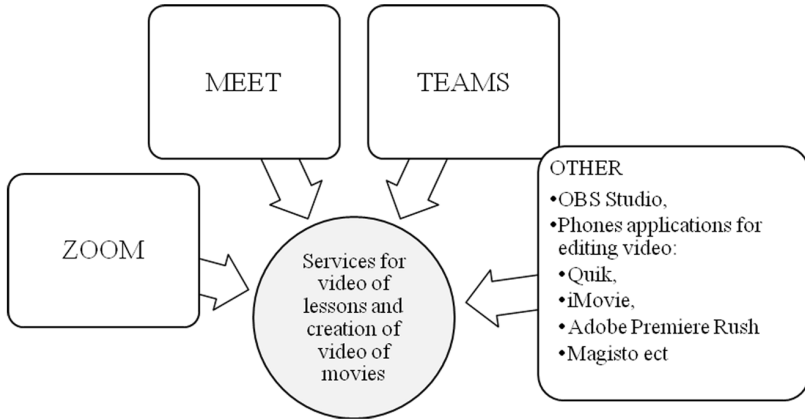 MEET
TEAMS
ZOOM
OTHER
•OBS Studio,
•Phones applications for
editing video:
•Quik,
•iMovie,
•Adobe Premiere Rush
•Magisto ect
Services for
video of
lessons and
creation of
video of
movies